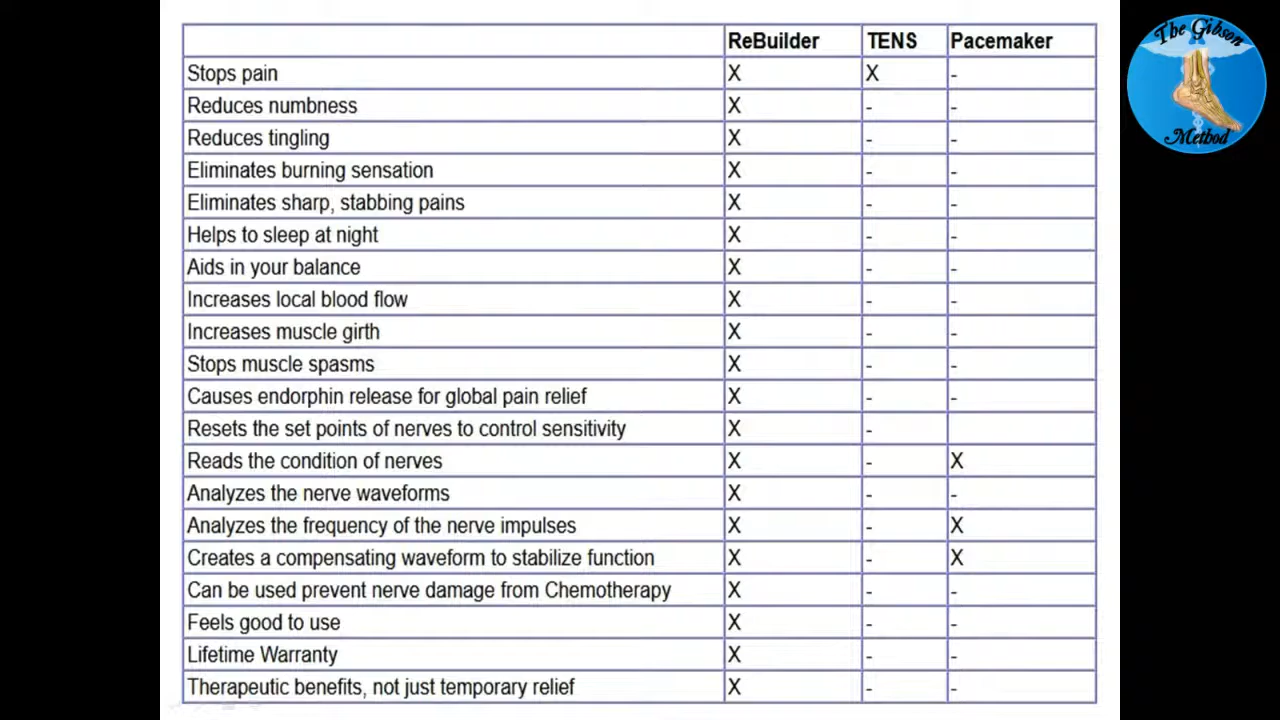 ReBuilder TENS Pacemaker
Stops pain X X -
Reduces numbness X - -
Reduces tingling X - -
Eliminates burning sensation X - -
Eliminates sharp, stabbing pains X - -
Helps to sleep at night X - -
Aids in your balance X - -
Increases local blood flow X - -
Increases muscle girth X - -
Stops muscle spasms X - -
Causes endorphin release for global pain relief X - -
Resets the set points of nerves to control sensitivity X -
Reads the condition of nerves X - X
Analyzes the nerve waveforms X - -
Analyzes the frequency of the nerve impulses X - X
Creates a compensating waveform to stabilize function X - X
Can be used prevent nerve damage from Chemotherapy X - -
Feels good to use X - -
Lifetime Warranty X - -
Therapeutic benefits, not just temporary relief X - -
The Gibson
Method